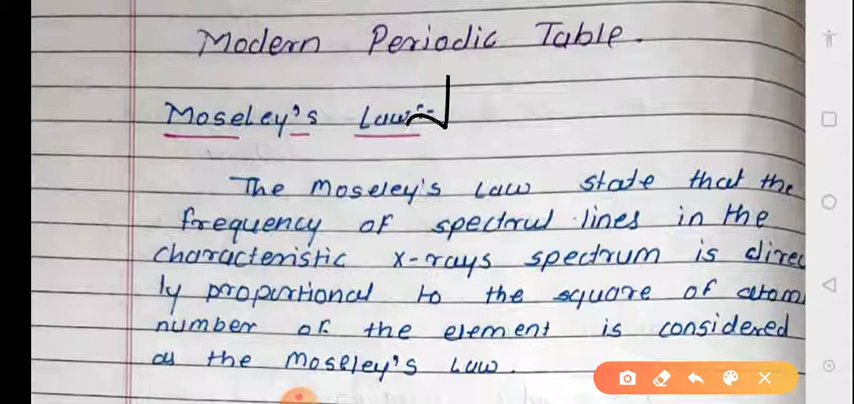 Modern Periodic Table.
Moseley's Law:-
The Moseley's Law state that the
frequency of spectrul lines in the
characteristic x-rays spectrum is direc
ly proportional to the square of atom
number of the element is considered
as the Moseley's Law.